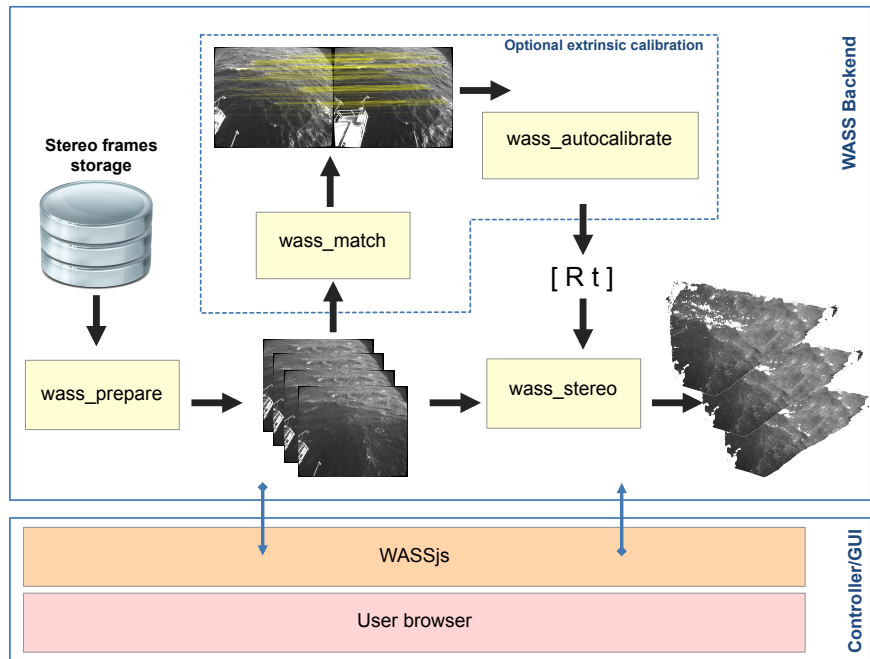 Optional extrinsic calibration
WASS Backend
Stereo frames
storage
wass_autocalibrate
wass_match
[ R t ]
wass_prepare
wass_stereo
WASSjs
User browser
Controller/GUI